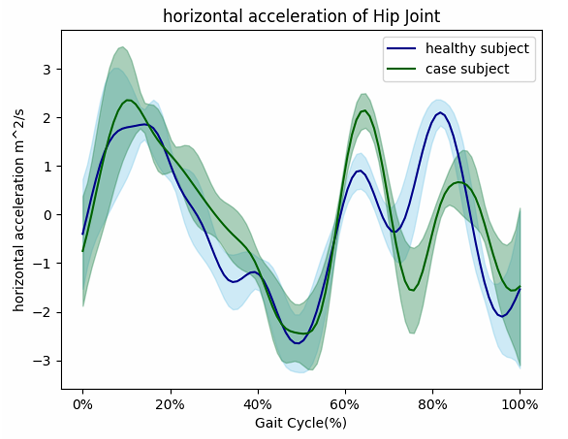 horizontal acceleration of Hip Joint
healthy subject
case subject
horizontal acceleration m^2/s
3
2
1
0
−1
−2
−3
0%
20%
40%
60%
80%
100%
Gait Cycle(%)